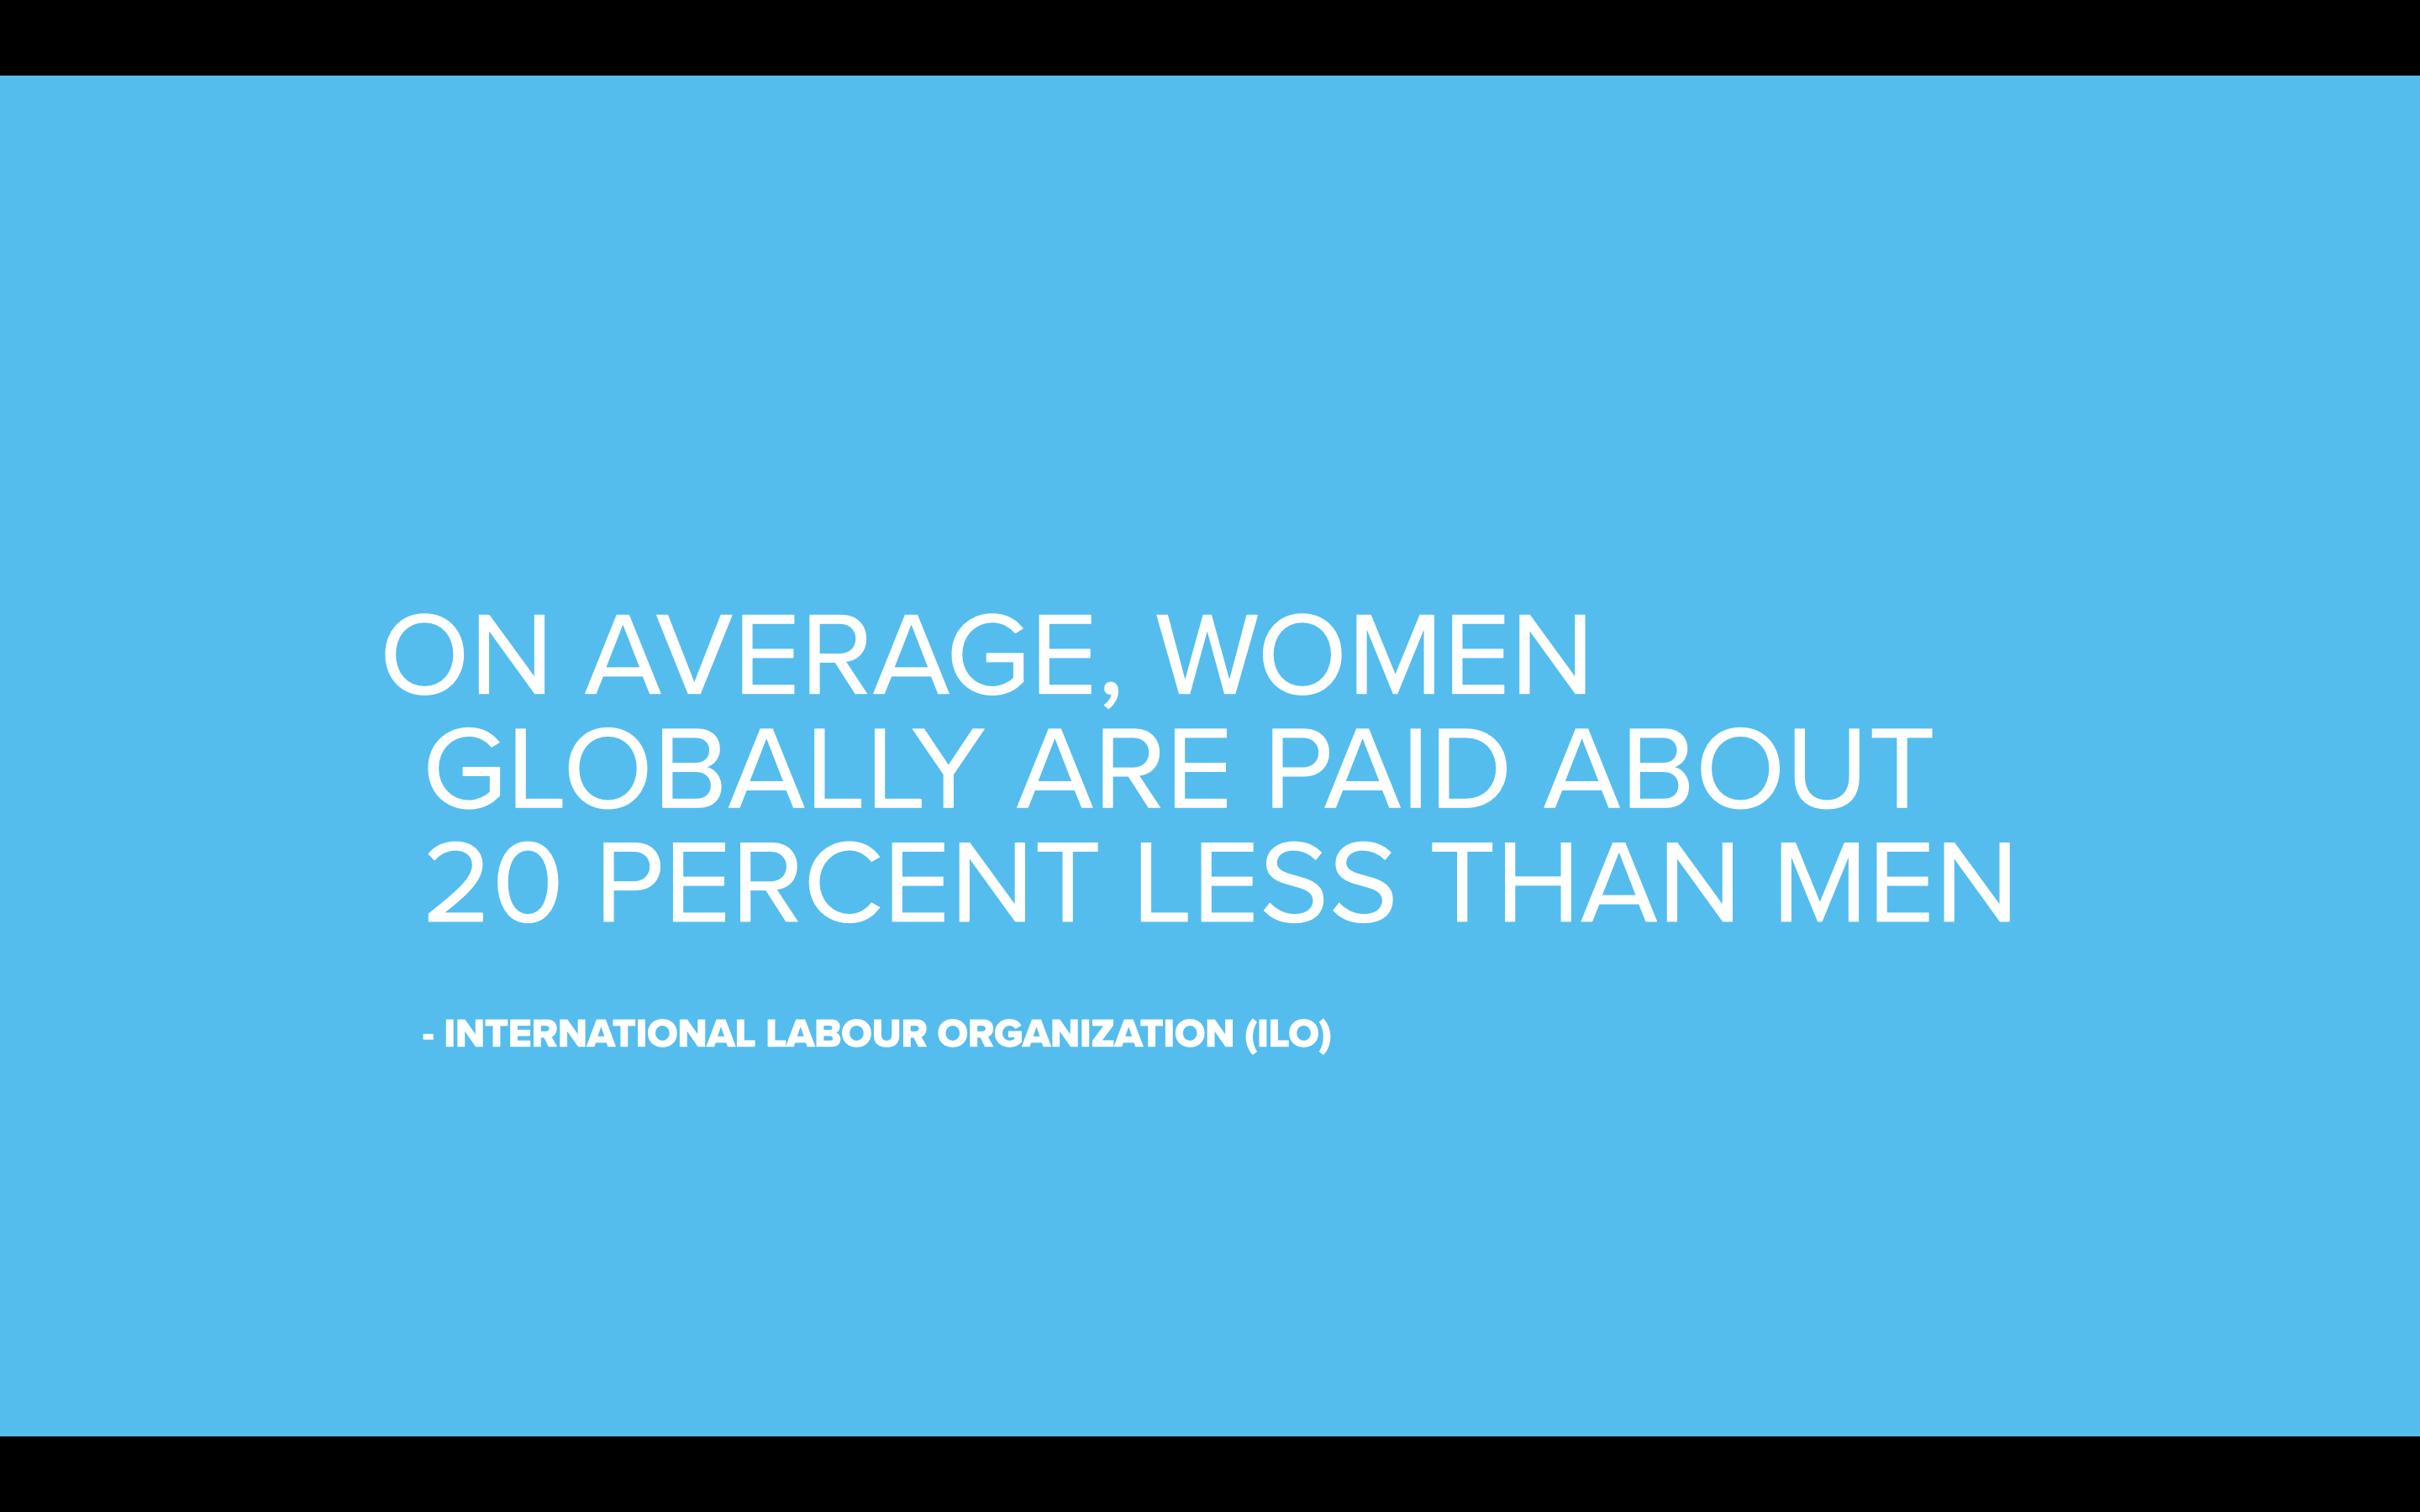 ON AVERAGE, WOMEN
GLOBALLY ARE PAID ABOUT
20 PERCENT LESS THAN MEN
- INTERNATIONAL LABOUR ORGANIZATION (ILO)